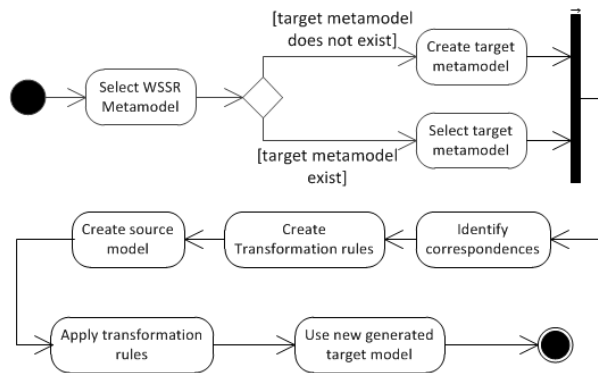 [target metamodel
does not exist]
Create target
metamodel
Select WSSR
Metamodel
Select target
metamodel
[target metamodel
exist]
Create source
model
Create
Transformation rules
Identify
correspondences
Apply transformation
rules
Use new generated
target model